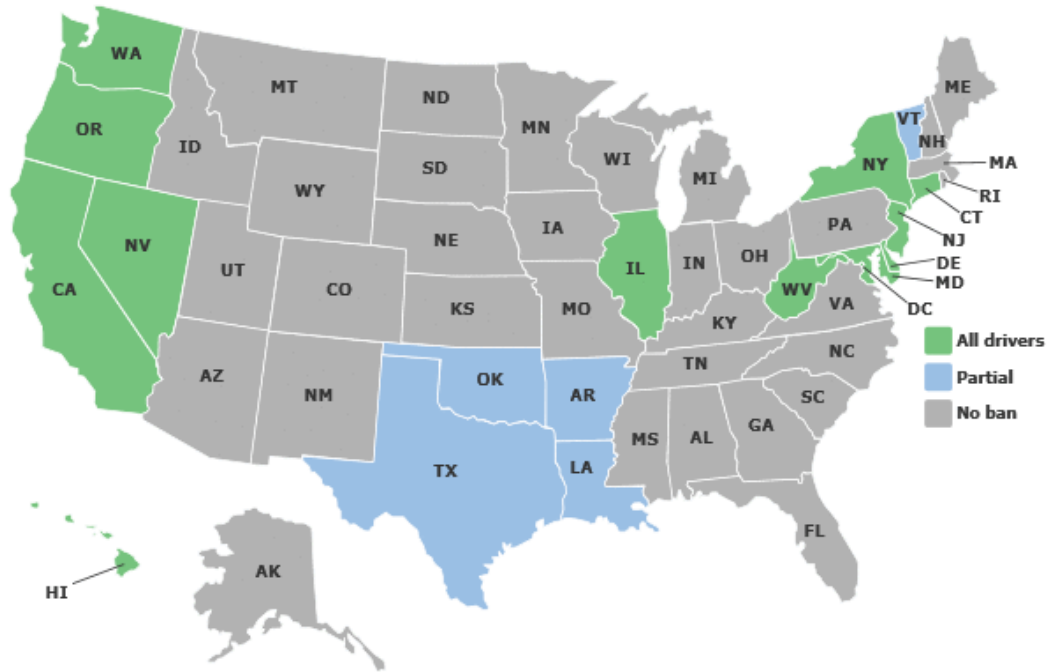 WA
MT
ND
MN
ME
VT
NH
OR
ID
SD
WI
MI
NY
MA
RI
CT
WY
IA
PA
NJ
NV
NE
IL
IN
OH
DE
MD
CA
UT
CO
KS
MO
WV
VA
DC
KY
All drivers
AZ
NM
OK
AR
TN
NC
Partial
SC
No ban
TX
LA
MS
AL
GA
FL
HI
AK